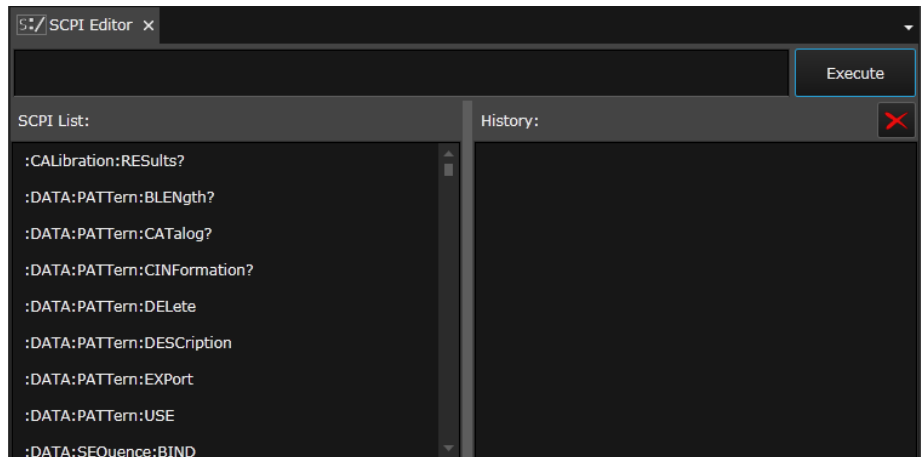 S:/ SCPI Editor ×
Execute
SCPI List:
History:
:CALibration:RESults?
:DATA:PATTern:BLENgth?
:DATA:PATTern:CATalog?
:DATA:PATTern:CINFormation?
:DATA:PATTern:DELete
:DATA:PATTern:DESCription
:DATA:PATTern:EXPort
:DATA:PATTern:USE
:DATA:SEQuence:BIND